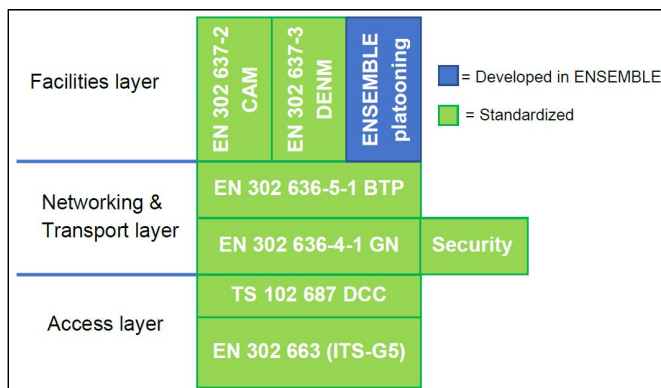 Facilities layer
EN 302 637-2
CAM
EN 302 637-3
DENM
ENSEMBLE
platooning
= Developed in ENSEMBLE
= Standardized
Networking &
Transport layer
EN 302 636-5-1 BTP
EN 302 636-4-1 GN
Security
Access layer
TS 102 687 DCC
EN 302 663 (ITS-G5)